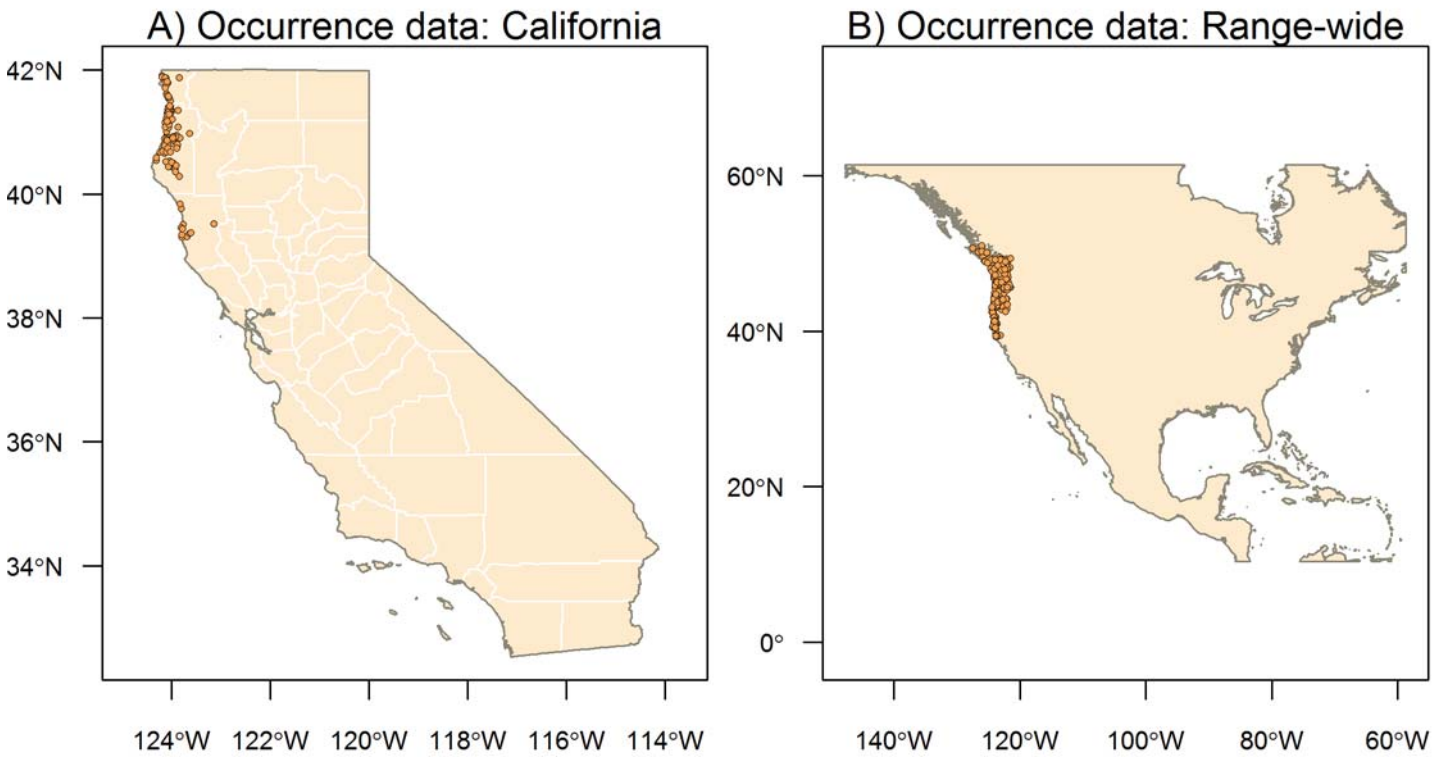 A) Occurrence data: California
42°N
40°N
38°N
36°N
34°N
124°W 122°W 120°W 118°W 116°W 114°W
B) Occurrence data: Range-wide
60°N
40°N
20°N
0°
140°W 120°W 100°W 80°W 60°W